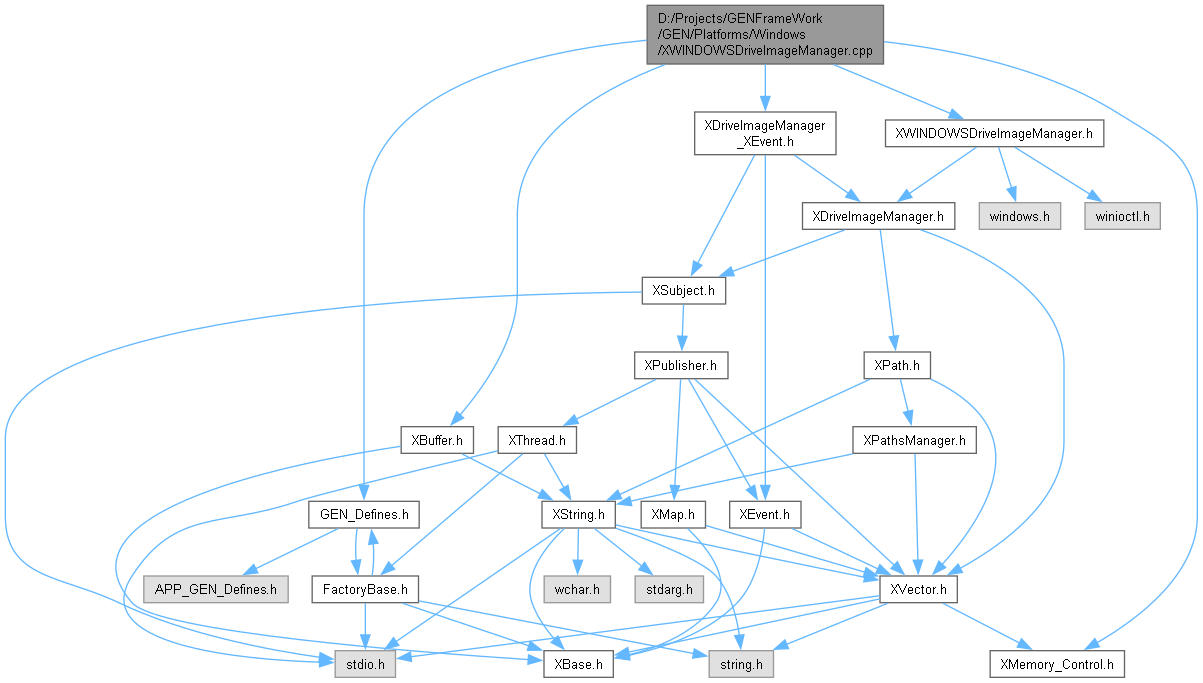 D:/Projects/GENFrameWork
/GEN/Platforms/Windows
/XWINDOWSDriveImageManager.cpp
XDriveImageManager
_XEvent.h
XWINDOWSDriveImageManager.h
XDriveImageManager.h
windows.h
winioctl.h
XSubject.h
XPublisher.h
XPath.h
XBuffer.h
XThread.h
XPathsManager.h
GEN_Defines.h
XString.h
XMap.h
XEvent.h
APP_GEN_Defines.h
FactoryBase.h
wchar.h
stdarg.h
XVector.h
stdio.h
XBase.h
string.h
XMemory_Control.h